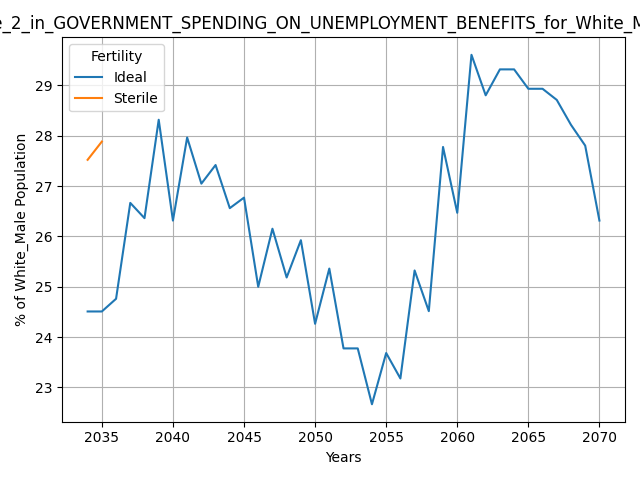 _2_in_GOVERNMENT_SPENDING_ON_UNEMPLOYMENT_BENEFITS_for_White_M
Fertility
Ideal
Sterile
% of White_Male Population
29
28
27
26
25
24
23
2035 2040 2045 2050 2055 2060 2065 2070
Years